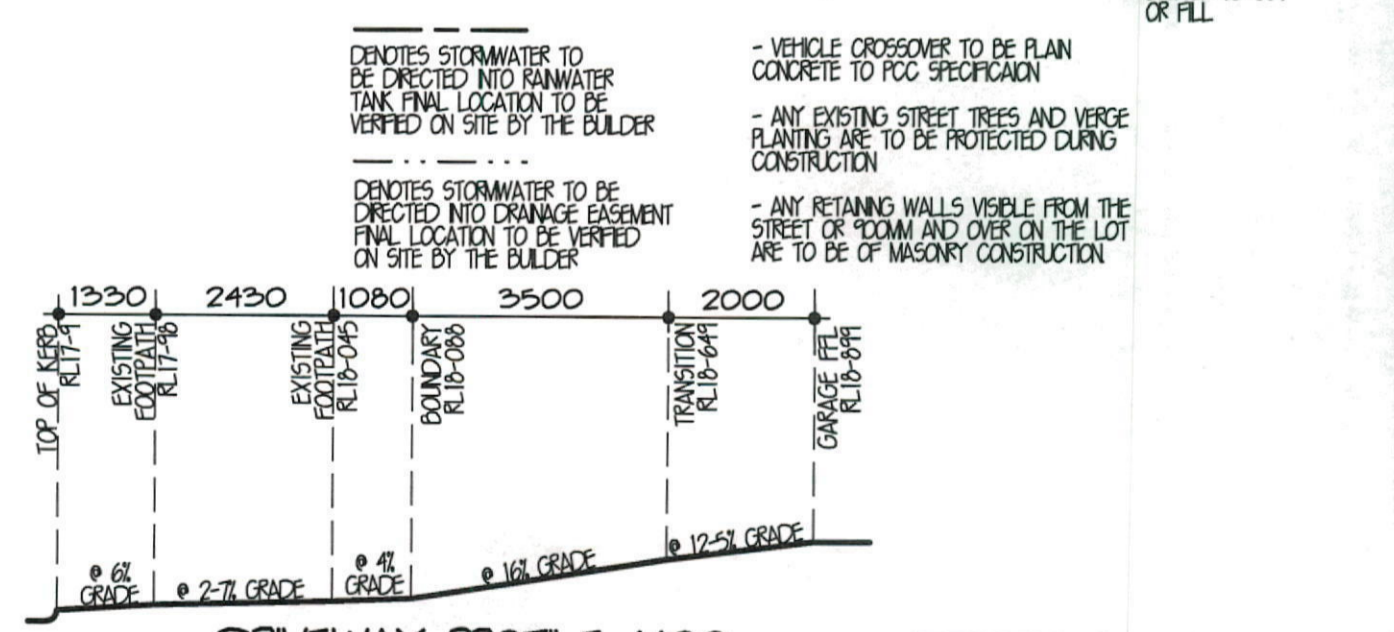 OR FILL
DENOTES STORMWATER TO
BE DIRECTED INTO RAINWATER
TANK FINAL LOCATION TO BE
VERIFIED ON SITE BY THE BUILDER
DENOTES STORMWATER TO BE
DIRECTED INTO DRAINAGE EASEMENT
FINAL LOCATION TO BE VERIFIED
ON SITE BY THE BUILDER
- VEHICLE CROSSOVER TO BE PLAIN
CONCRETE TO PCC SPECIFICAION
- ANY EXISTING STREET TREES AND VERGE
PLANTING ARE TO BE PROTECTED DURING
CONSTRUCTION
- ANY RETAINING WALLS VISIBLE FROM THE
STREET OR 900MM AND OVER ON THE LOT
ARE TO BE OF MASONRY CONSTRUCTION
1330 2430 1080 3500 2000
TOP OF KERB
RL17-9
EXISTING
FOOTPATH
RL17-98
EXISTING
FOOTPATH
RL18-045
BOUNDARY
RL18-088
TRANSITION
RL18-649
GARAGE FFL
RL18-899
@ 6%
GRADE
@ 2-7% GRADE
@ 4%
GRADE
@ 16% GRADE
@ 12-5% GRADE